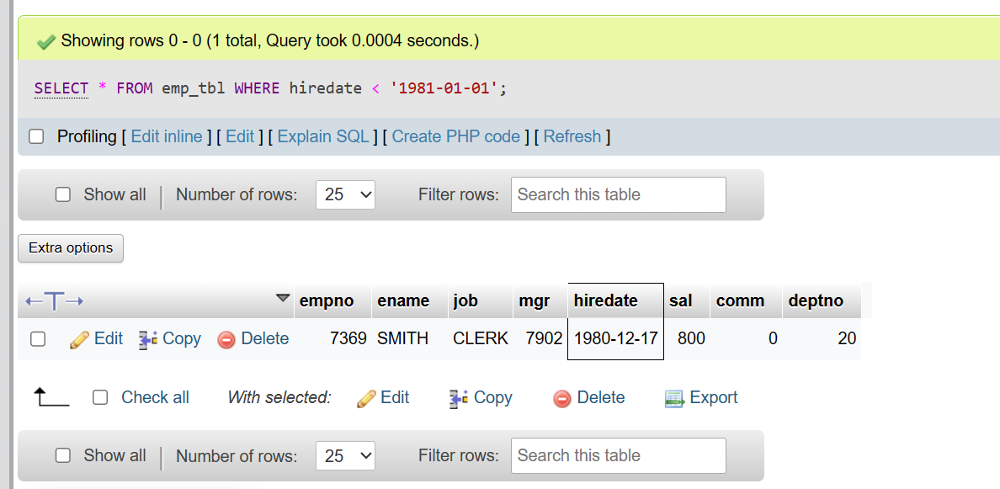 Showing rows 0 - 0 (1 total, Query took 0.0004 seconds.)
SELECT * FROM emp_tbl WHERE hiredate < '1981-01-01';
Profiling [ Edit inline ] [ Edit ] [ Explain SQL ] [ Create PHP code ] [ Refresh ]
Show all | Number of rows: 25 Filter rows: Search this table
Extra options
←T→ empno ename job mgr hiredate sal comm deptno
Edit Copy Delete 7369 SMITH CLERK 7902 1980-12-17 800 0 20
Check all With selected: Edit Copy Delete Export
Show all | Number of rows: 25 Filter rows: Search this table